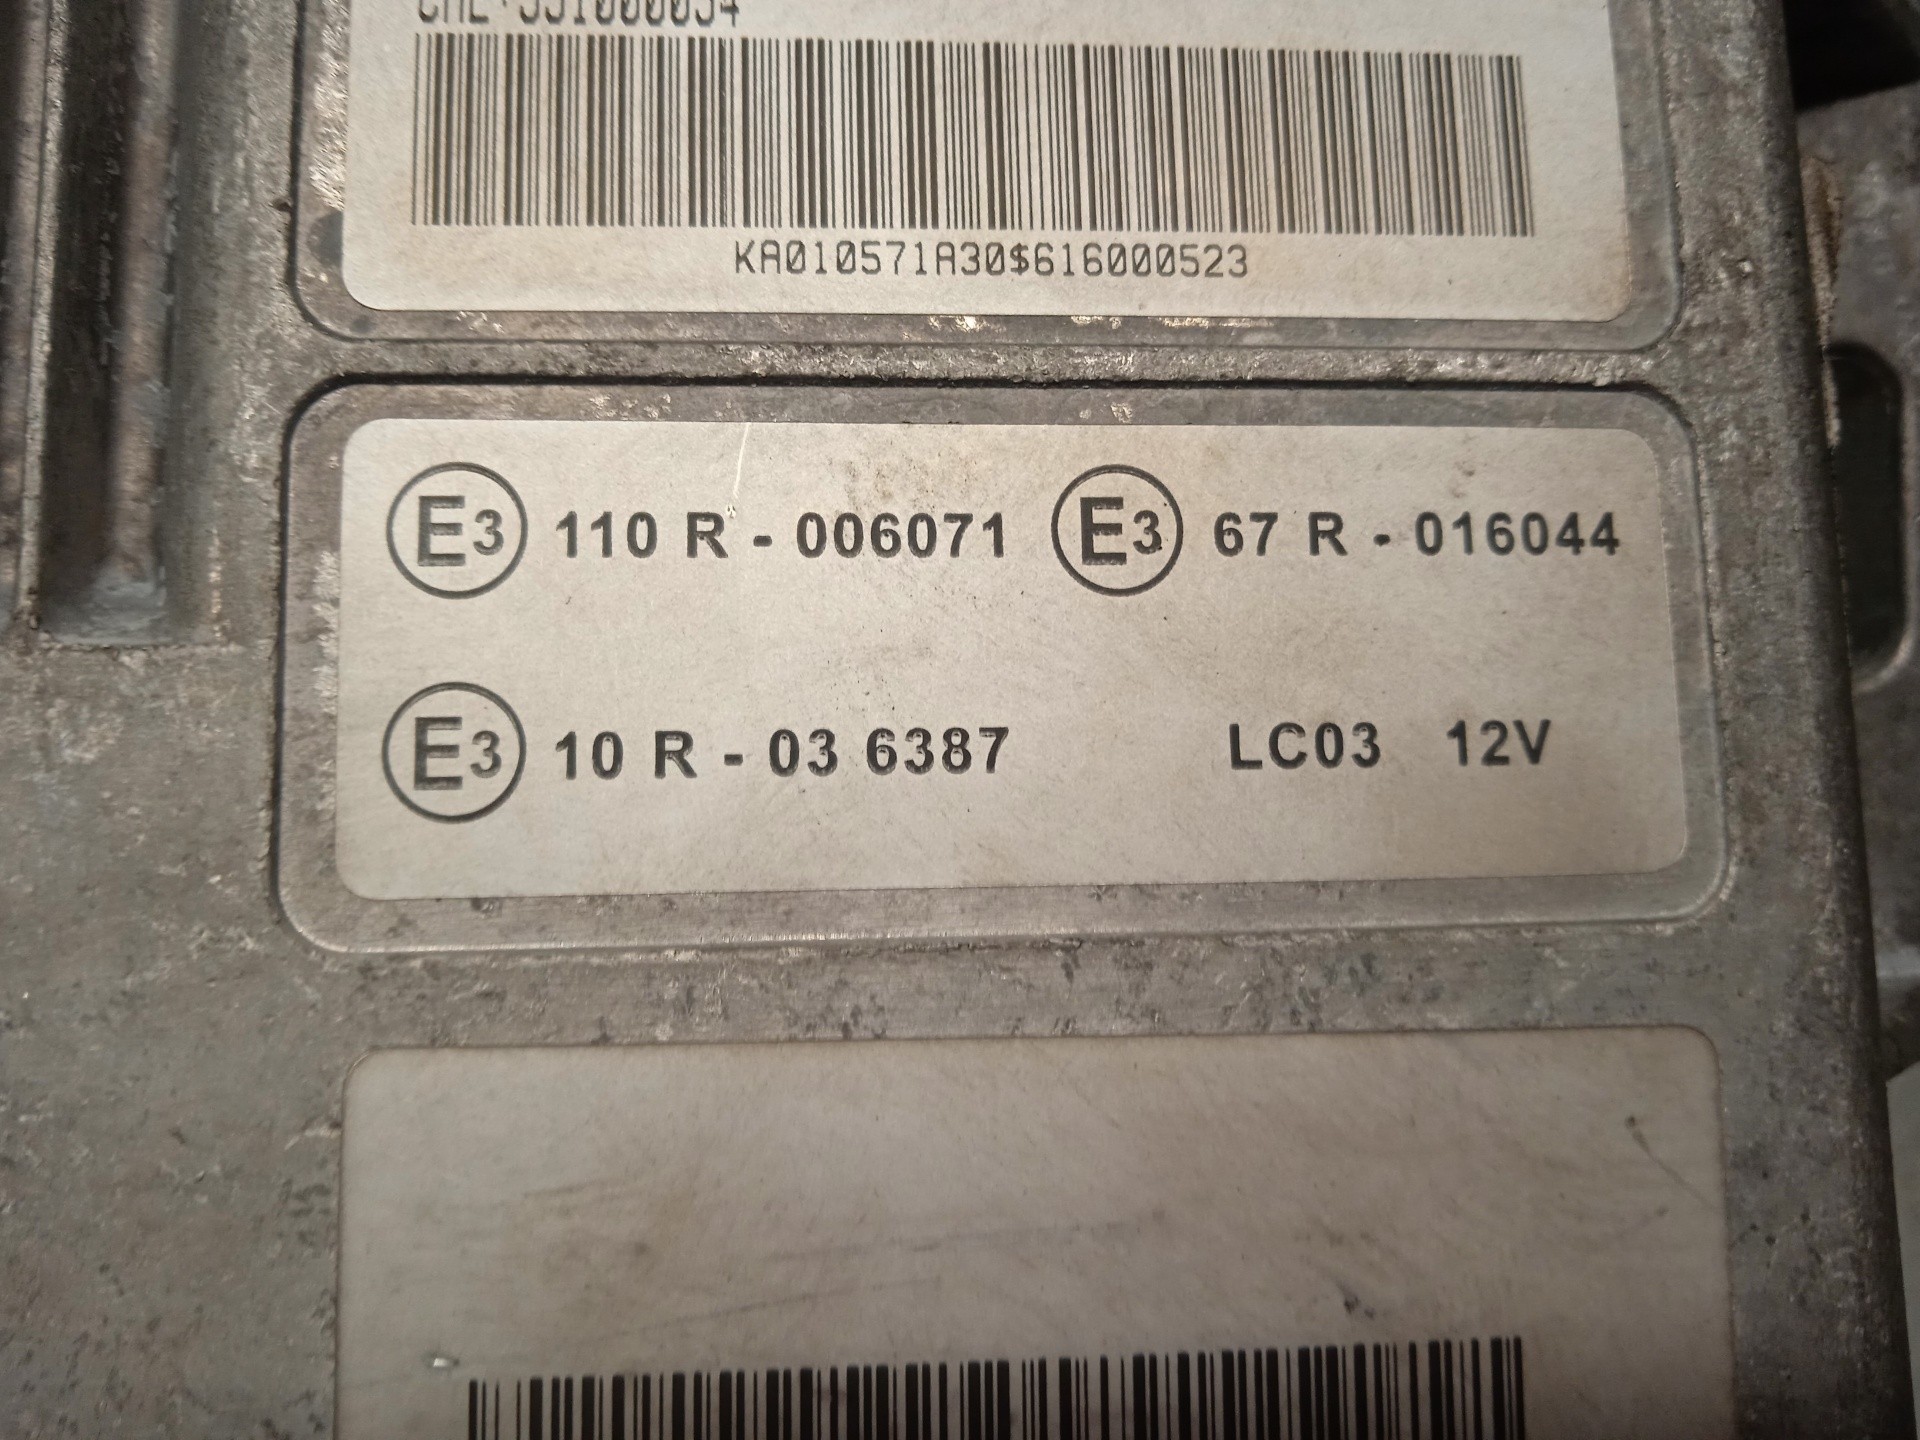 KA010571A30$616000523
E3 110 R - 006071 E3 67 R - 016044
E3 10 R - 03 6387 LC03 12V